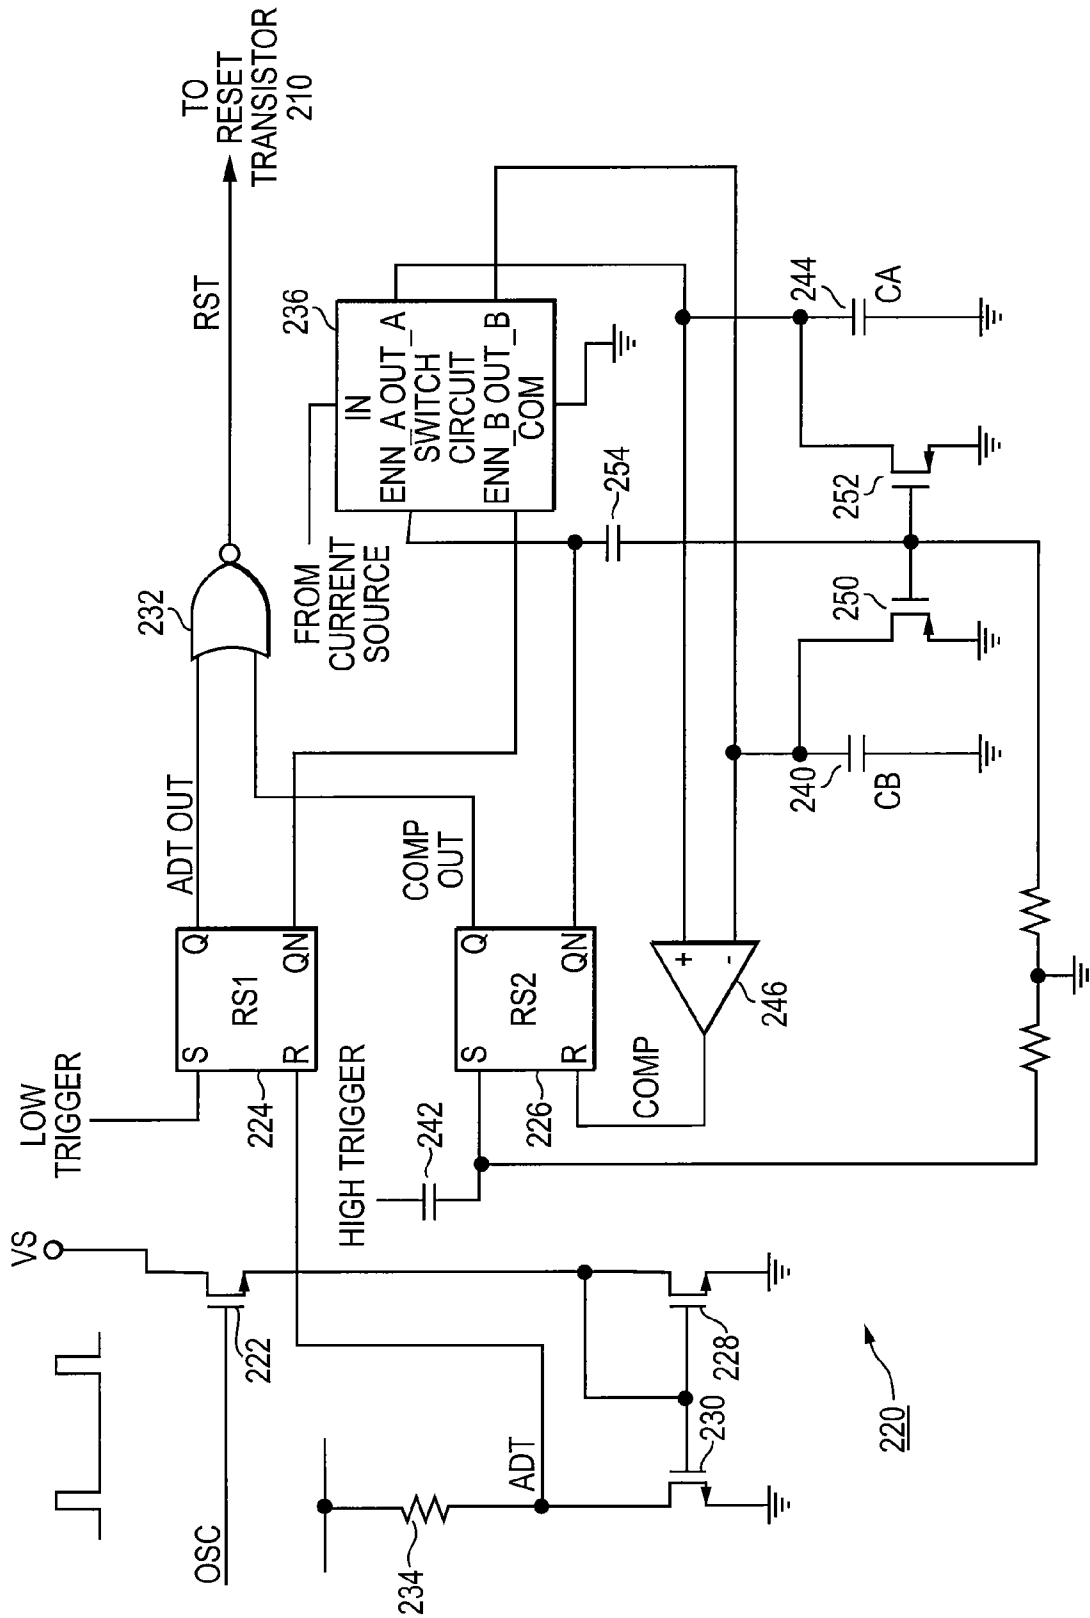 VS
OSC
222
LOW
TRIGGER
S
Q
RS1
R
QN
224
ADT OUT
232
RST
TO
RESET
TRANSISTOR
210
234
ADT
230
228
220
HIGH TRIGGER
242
S
Q
RS2
R
QN
226
COMP
OUT
COMP
+
-
246
FROM
CURRENT
SOURCE
236
IN
ENN_A OUT_A
SWITCH
CIRCUIT
ENN_B OUT_B
COM
254
240
CB
250
252
244
CA